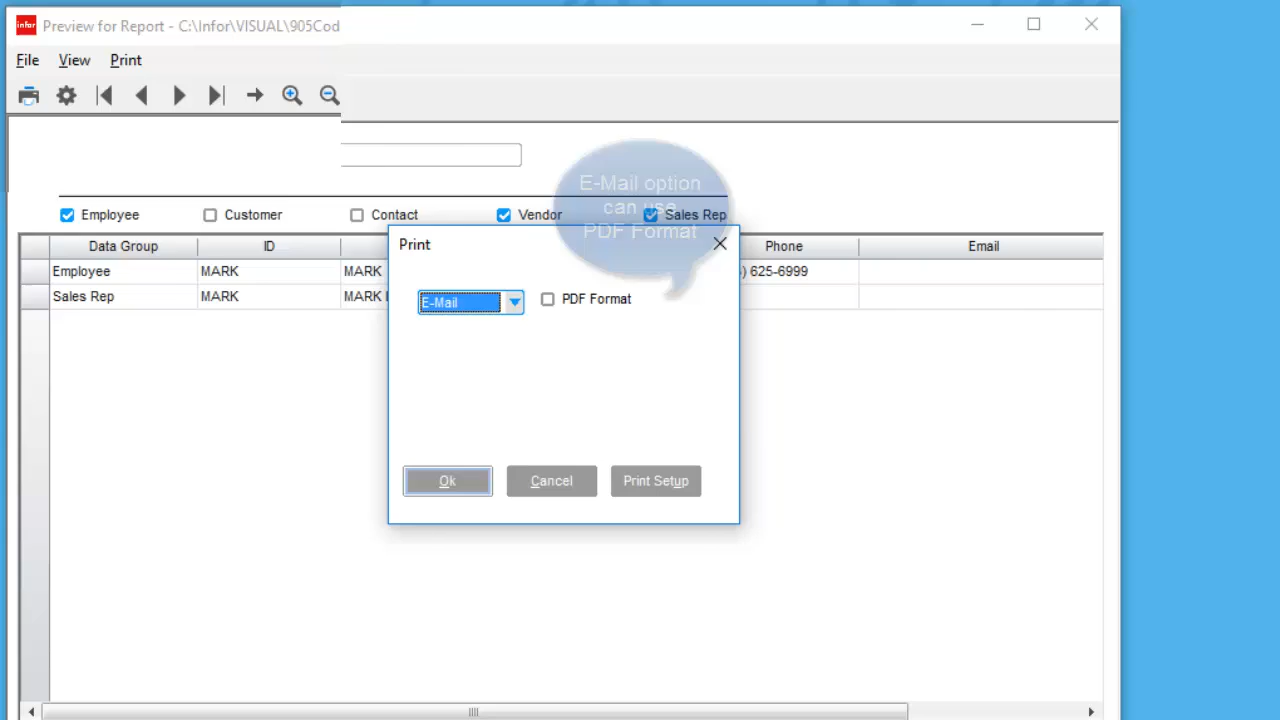 infor Preview for Report - C:\Infor\VISUAL\905Cod
File View Print
E-Mail option
can use
PDF Format
Employee Customer Contact Vendor Sales Rep
Data Group ID Phone Email
Employee MARK MARK ) 625-6999
Sales Rep MARK MARK
Print
E-Mail PDF Format
Ok Cancel Print Setup